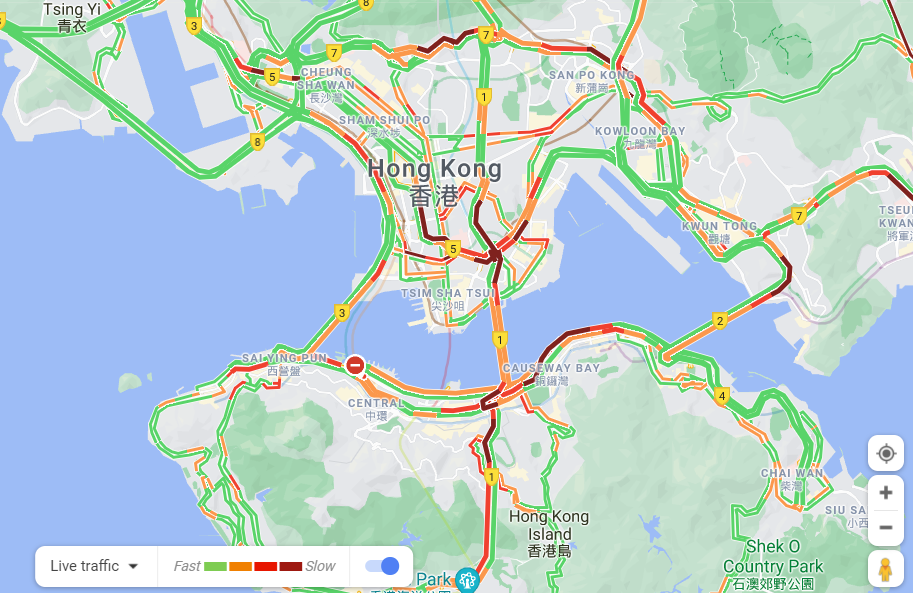 Tsing Yi
青衣
8
3
8
7
7
5
CHEUNG
SHA WAN
長沙灣
SAN PO KONG
新蒲崗
1
SHAM SHUI PO
深水埗
KOWLOON BAY
九龍灣
8
Hong Kong
香港
KWUN TONG
觀塘
7
TSEU
KWAN
將軍
5
TSIM SHA TSUI
尖沙咀
3
2
1
SAI YING PUN
西營盤
CAUSEWAY BAY
銅鑼灣
CENTRAL
中環
4
1
CHAI WAN
柴灣
SIU SA
小西
Hong Kong
Island
香港島
Shek O
Country Park
石澳郊野公園
Live traffic
Fast
Slow
Park